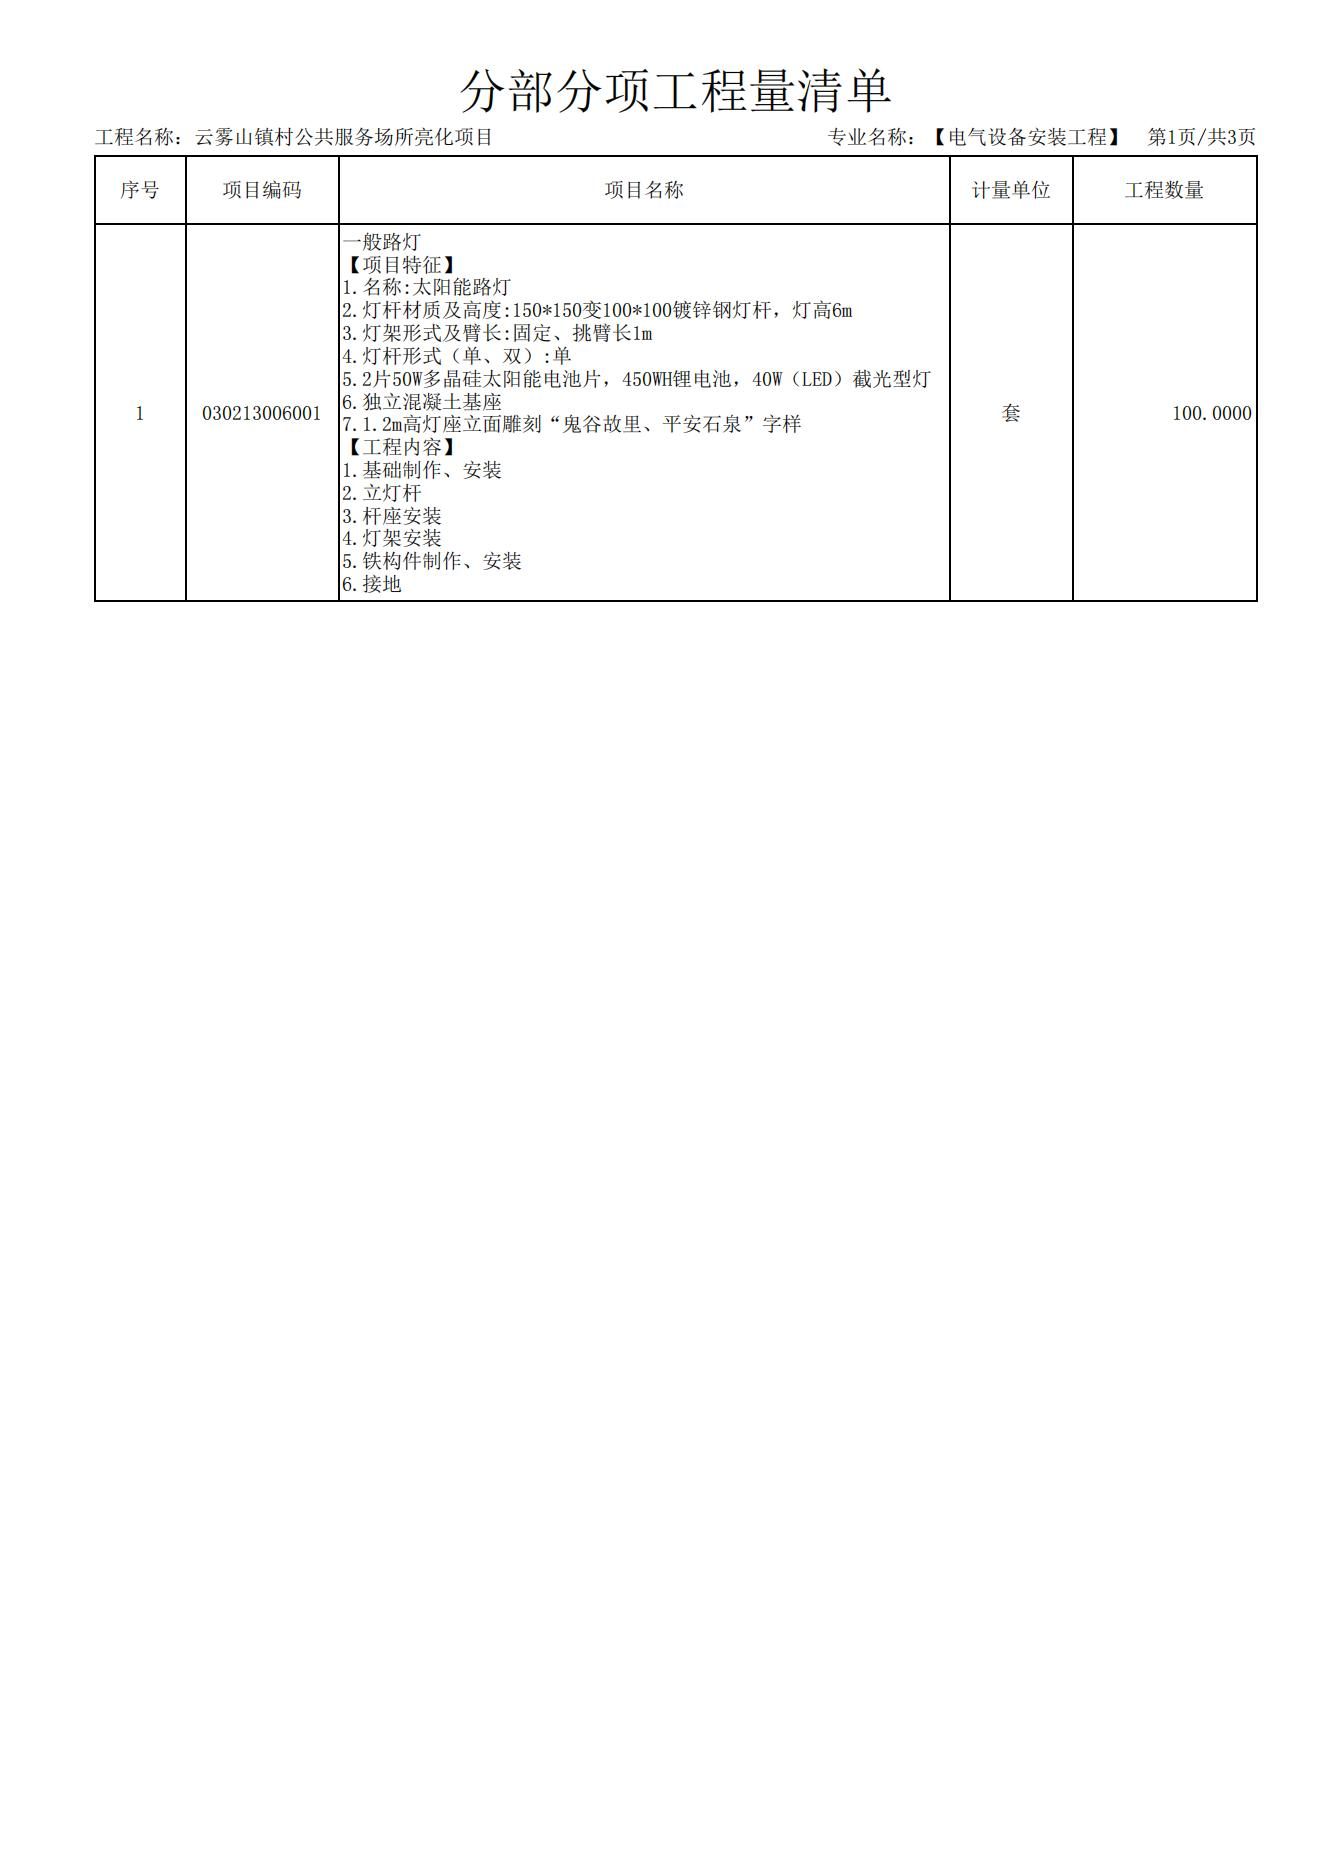 分部分项工程量清单
工程名称：云雾山镇村公共服务场所亮化项目 专业名称：【电气设备安装工程】 第1页/共3页
序号 项目编码 项目名称 计量单位 工程数量
一般路灯
【项目特征】
1.名称:太阳能路灯
2.灯杆材质及高度:150*150变100*100镀锌钢灯杆，灯高6m
3.灯架形式及臂长:固定、挑臂长1m
4.灯杆形式（单、双）:单
5.2片50W多晶硅太阳能电池片，450WH锂电池，40W（LED）截光型灯
6.独立混凝土基座
1 030213006001 套 100.0000
7.1.2m高灯座立面雕刻“鬼谷故里、平安石泉”字样
【工程内容】
1.基础制作、安装
2.立灯杆
3.杆座安装
4.灯架安装
5.铁构件制作、安装
6.接地